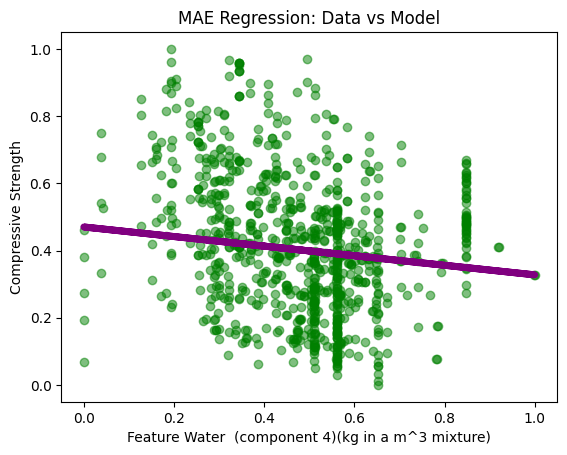 MAE Regression: Data vs Model
Compressive Strength
1.0
0.8
0.6
0.4
0.2
0.0
0.0 0.2 0.4 0.6 0.8 1.0
Feature Water  (component 4)(kg in a m^3 mixture)